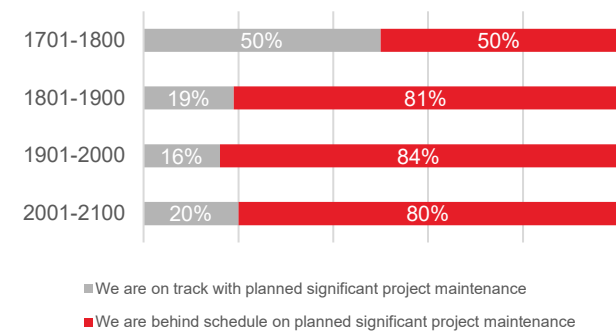 1701-1800 50% 50%
1801-1900 19% 81%
1901-2000 16% 84%
2001-2100 20% 80%
We are on track with planned significant project maintenance
We are behind schedule on planned significant project maintenance